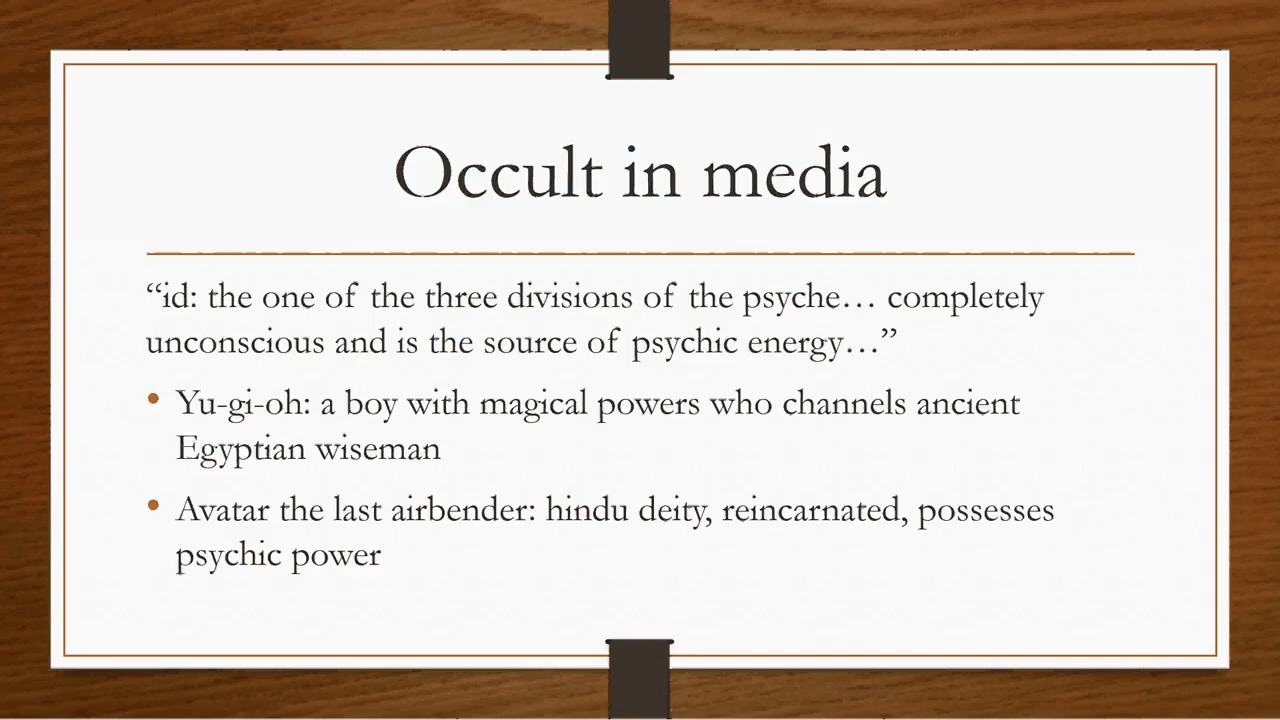 Occult in media
“id: the one of the three divisions of the psyche… completely
unconscious and is the source of psychic energy…”
• Yu-gi-oh: a boy with magical powers who channels ancient
Egyptian wiseman
• Avatar the last airbender: hindu deity, reincarnated, possesses
psychic power